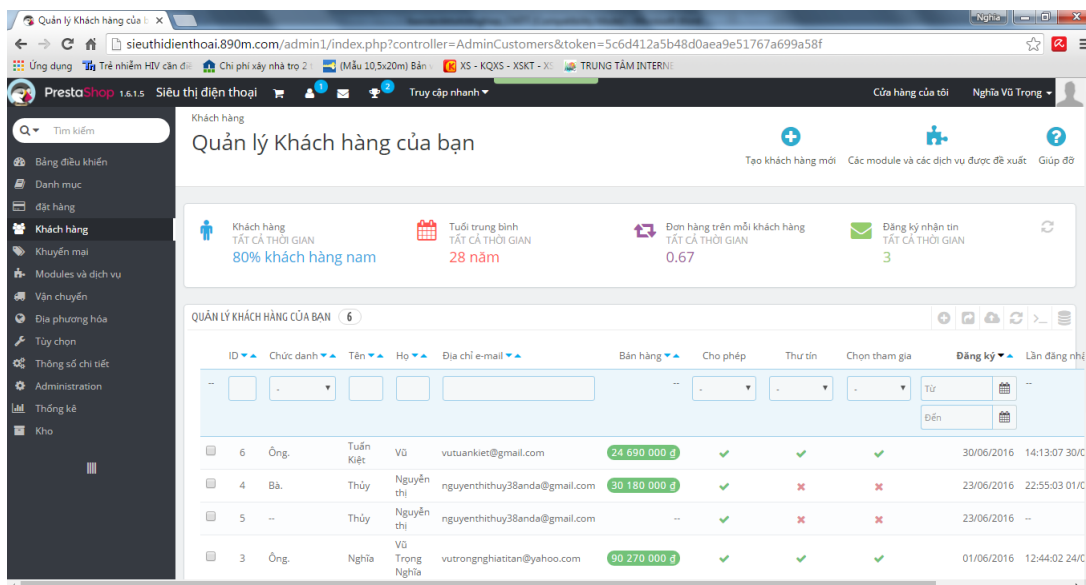 Quản lý Khách hàng của b
Nghĩa
sieuthidienthoai.890m.com/admin1/index.php?controller=AdminCustomers&token=5c6d412a5b48d0aea9e51767a699a58f
Ứng dụng Trẻ nhiễm HIV cần đi Chi phí xây nhà trọ 2 (Mẫu 10,5x20m) Bản XS - KQXS - XSKT - XS TRUNG TÂM INTERNE
PrestaShop 1.6.1.5 Siêu thị điện thoại 1 2 Truy cập nhanh Cửa hàng của tôi Nghĩa Vũ Trọng
Tìm kiếm
Bảng điều khiển
Danh mục
đặt hàng
Khách hàng
Khuyến mại
Modules và dịch vụ
Vận chuyển
Địa phương hóa
Tùy chọn
Thông số chi tiết
Administration
Thống kê
Kho
Khách hàng
Quản lý Khách hàng của bạn
Tạo khách hàng mới Các module và các dịch vụ được đề xuất Giúp đỡ
Khách hàng
TẤT CẢ THỜI GIAN
80% khách hàng nam
Tuổi trung bình
TẤT CẢ THỜI GIAN
28 năm
Đơn hàng trên mỗi khách hàng
TẤT CẢ THỜI GIAN
0.67
Đăng ký nhận tin
TẤT CẢ THỜI GIAN
3
QUẢN LÝ KHÁCH HÀNG CỦA BẠN 6
ID Chức danh Tên Họ Địa chỉ e-mail Bán hàng Cho phép Thư tín Chọn tham gia Đăng ký Lần đăng nhậ
-- - -- - - - Từ --
Đến
6 Ông. Tuấn Kiệt Vũ vutuankiet@gmail.com 24 690 000 ₫ 30/06/2016 14:13:07 30/0
4 Bà. Thủy Nguyễn thị nguyenthithuy38anda@gmail.com 30 180 000 ₫ 23/06/2016 22:55:03 01/0
5 -- Thủy Nguyễn thị nguyenthithuy38anda@gmail.com -- 23/06/2016 --
3 Ông. Nghĩa Vũ Trọng Nghĩa vutrongnghiatitan@yahoo.com 90 270 000 ₫ 01/06/2016 12:44:02 24/0